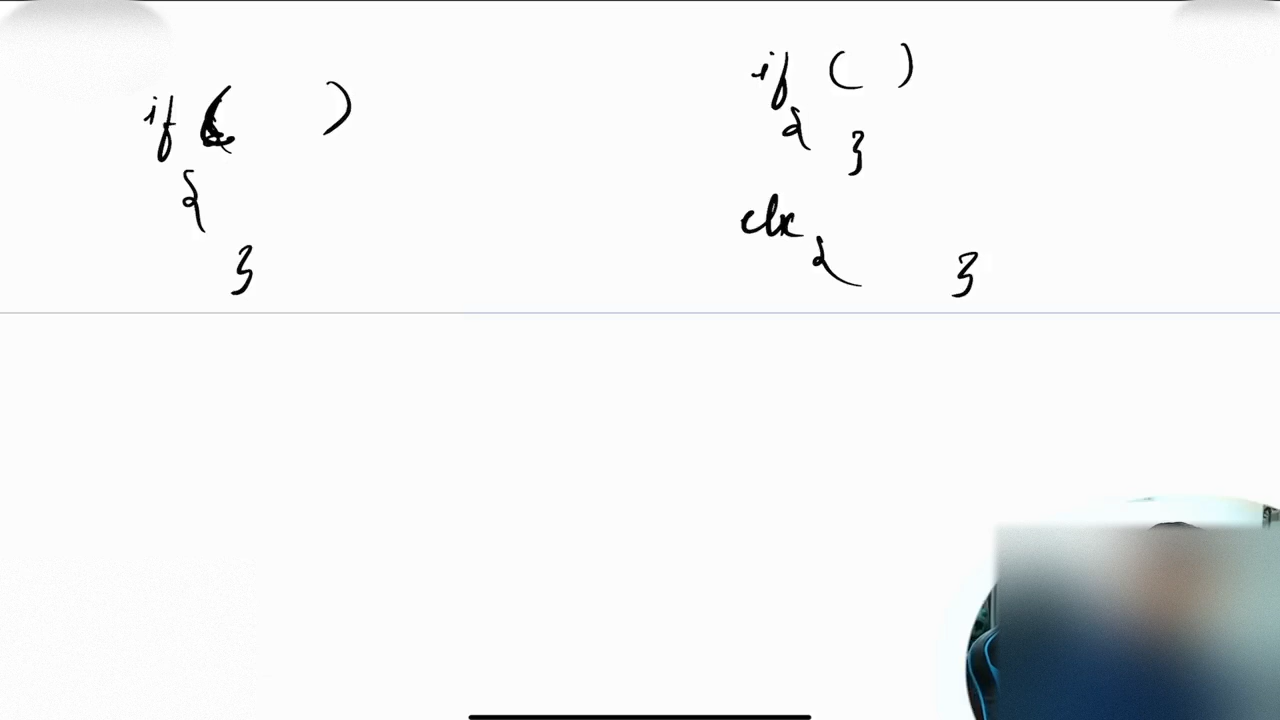 if ( )
{
}
if ( )
{ }
else
{ }